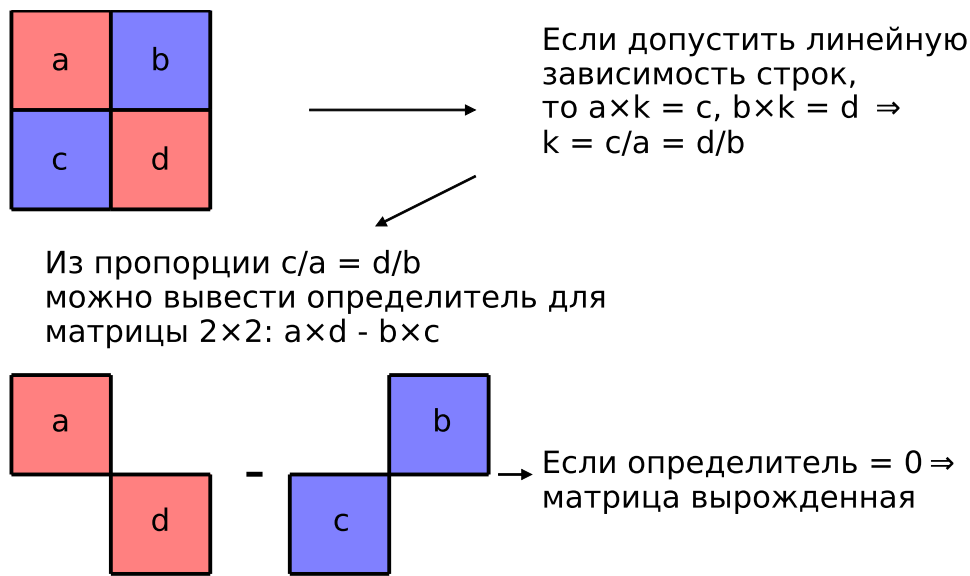 a b
Если допустить линейную
зависимость строк,
то a×k = c, b×k = d ⇒
k = c/a = d/b
c d
Из пропорции c/a = d/b
можно вывести определитель для
матрицы 2×2: a×d - b×c
a
b
-
d
c
Если определитель = 0⇒
матрица вырожденная